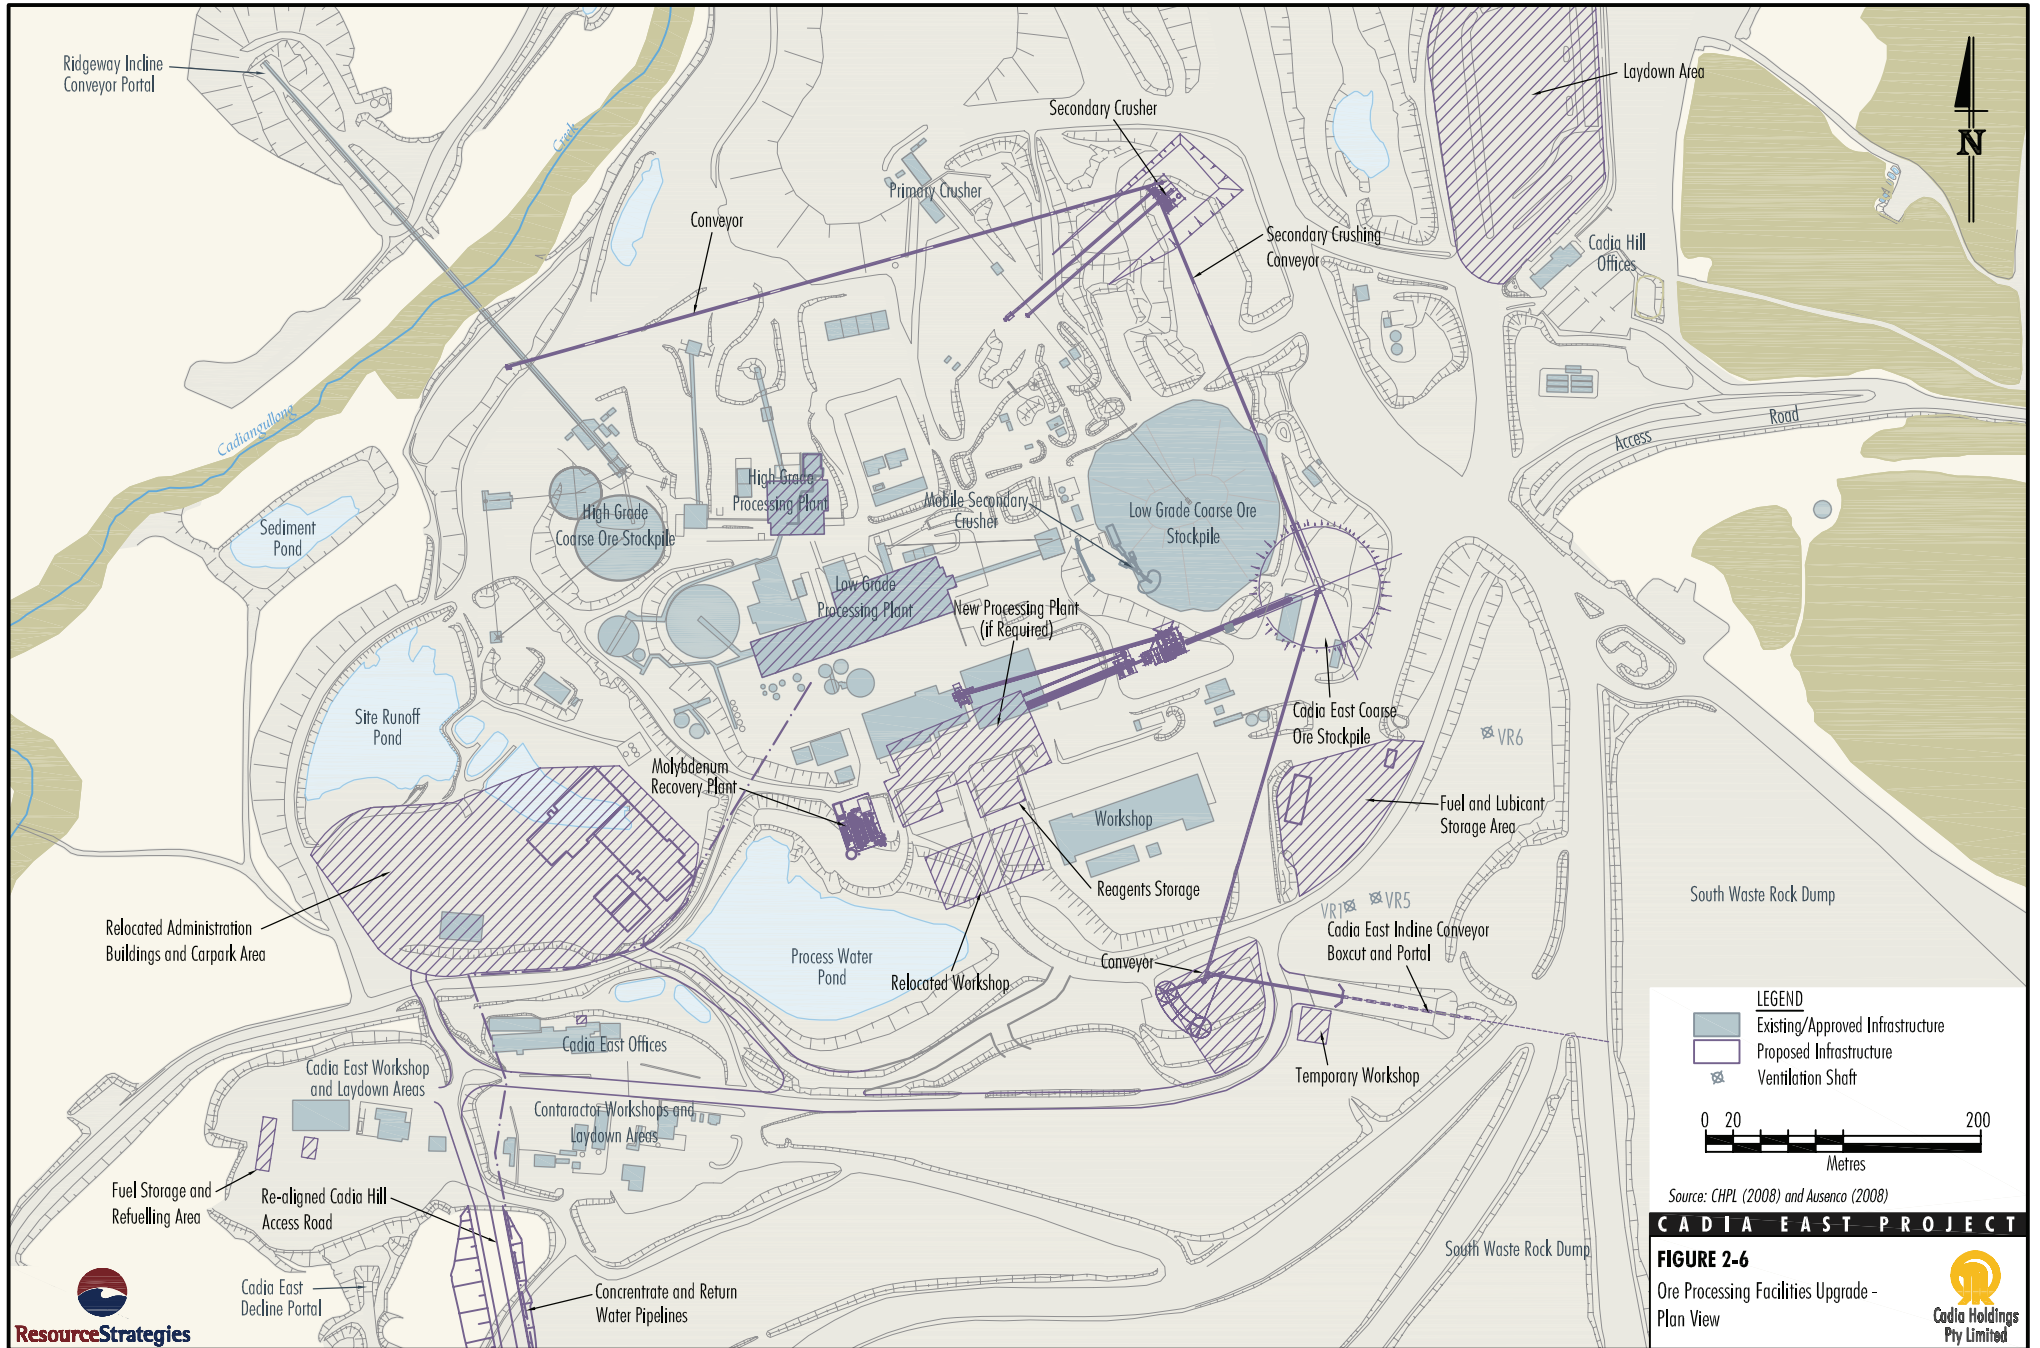 Ridgeway Incline
Conveyor Portal
Creek
Cadiangullong
Conveyor
Primary Crusher
Secondary Crusher
Secondary Crushing
Conveyor
Laydown Area
N
Cadia Hill
Offices
Access
Road
Sediment
Pond
High Grade
Coarse Ore Stockpile
High Grade
Processing Plant
Mobile Secondary
Crusher
Low Grade Coarse Ore
Stockpile
Low Grade
Processing Plant
New Processing Plant
(if Required)
Site Runoff
Pond
Molybdenum
Recovery Plant
Cadia East Coarse
Ore Stockpile
VR6
Fuel and Lubicant
Storage Area
Workshop
Reagents Storage
VR1
VR5
Cadia East Incline Conveyor
Boxcut and Portal
South Waste Rock Dump
Relocated Administration
Buildings and Carpark Area
Process Water
Pond
Relocated Workshop
Conveyor
Temporary Workshop
Cadia East Offices
Cadia East Workshop
and Laydown Areas
Contaractor Workshops and
Laydown Areas
Fuel Storage and
Refuelling Area
Re-aligned Cadia Hill
Access Road
Cadia East
Decline Portal
Concrentrate and Return
Water Pipelines
South Waste Rock Dump
LEGEND
Existing/Approved Infrastructure
Proposed Infrastructure
Ventilation Shaft
0 20 200
Metres
Source: CHPL (2008) and Ausenco (2008)
CADIA EAST PROJECT
FIGURE 2-6
Ore Processing Facilities Upgrade -
Plan View
Cadia Holdings
Pty Limited
ResourceStrategies